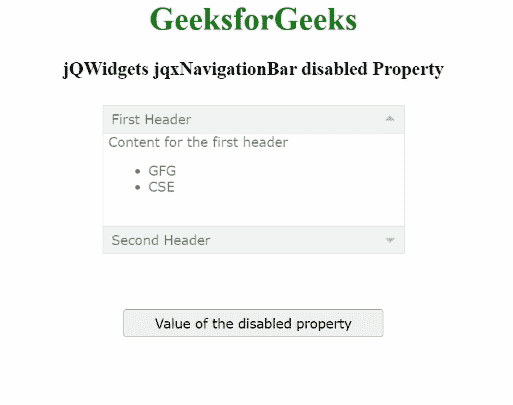 GeeksforGeeks
jQWidgets jqxNavigationBar disabled Property
First Header
Content for the first header
GFG
CSE
Second Header
Value of the disabled property